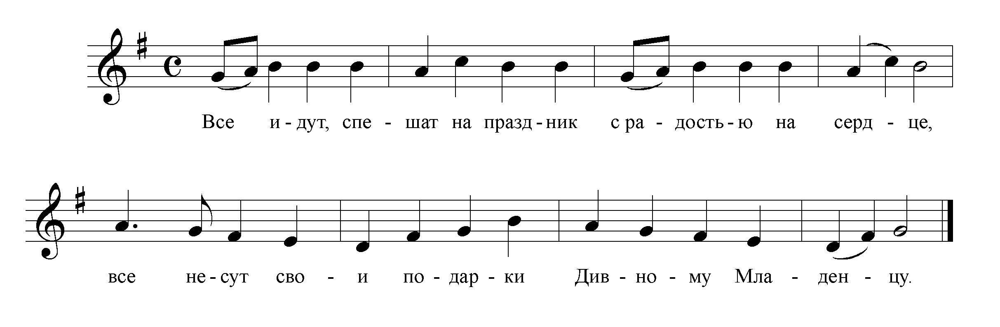 Все и - дут, спе - шат на празд - ник с ра - дость - ю на серд - це,
все не - сут сво - и по - дар - ки Див - но - му Мла - ден - цу.